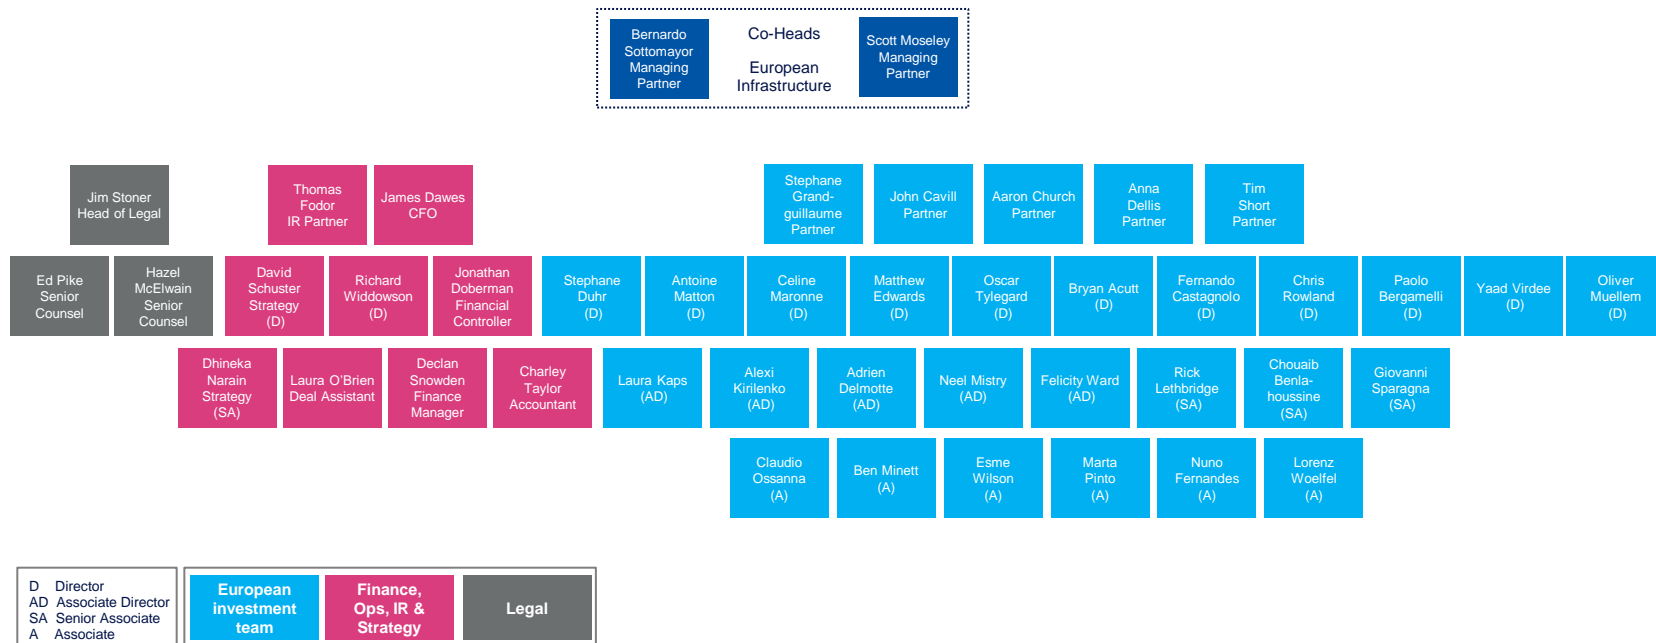 Bernardo
Sottomayor
Managing
Partner
Co-Heads
European
Infrastructure
Scott Moseley
Managing
Partner
Jim Stoner
Head of Legal
Thomas
Fodor
IR Partner
James Dawes
CFO
Stephane
Grand-
guillaume
Partner
John Cavill
Partner
Aaron Church
Partner
Anna
Dellis
Partner
Tim
Short
Partner
Ed Pike
Senior
Counsel
Hazel
McElwain
Senior
Counsel
David
Schuster
Strategy
(D)
Richard
Widdowson
(D)
Jonathan
Doberman
Financial
Controller
Stephane
Duhr
(D)
Antoine
Matton
(D)
Celine
Maronne
(D)
Matthew
Edwards
(D)
Oscar
Tylegard
(D)
Bryan Acutt
(D)
Fernando
Castagnolo
(D)
Chris
Rowland
(D)
Paolo
Bergamelli
(D)
Yaad Virdee
(D)
Oliver
Muellem
(D)
Dhineka
Narain
Strategy
(SA)
Laura O'Brien
Deal Assistant
Declan
Snowden
Finance
Manager
Charley
Taylor
Accountant
Laura Kaps
(AD)
Alexi
Kirilenko
(AD)
Adrien
Delmotte
(AD)
Neel Mistry
(AD)
Felicity Ward
(AD)
Rick
Lethbridge
(SA)
Chouaib
Benla-
houssine
(SA)
Giovanni
Sparagna
(SA)
Claudio
Ossanna
(A)
Ben Minett
(A)
Esme
Wilson
(A)
Marta
Pinto
(A)
Nuno
Fernandes
(A)
Lorenz
Woelfel
(A)
D Director
AD Associate Director
SA Senior Associate
A Associate
European
investment
team
Finance,
Ops, IR &
Strategy
Legal